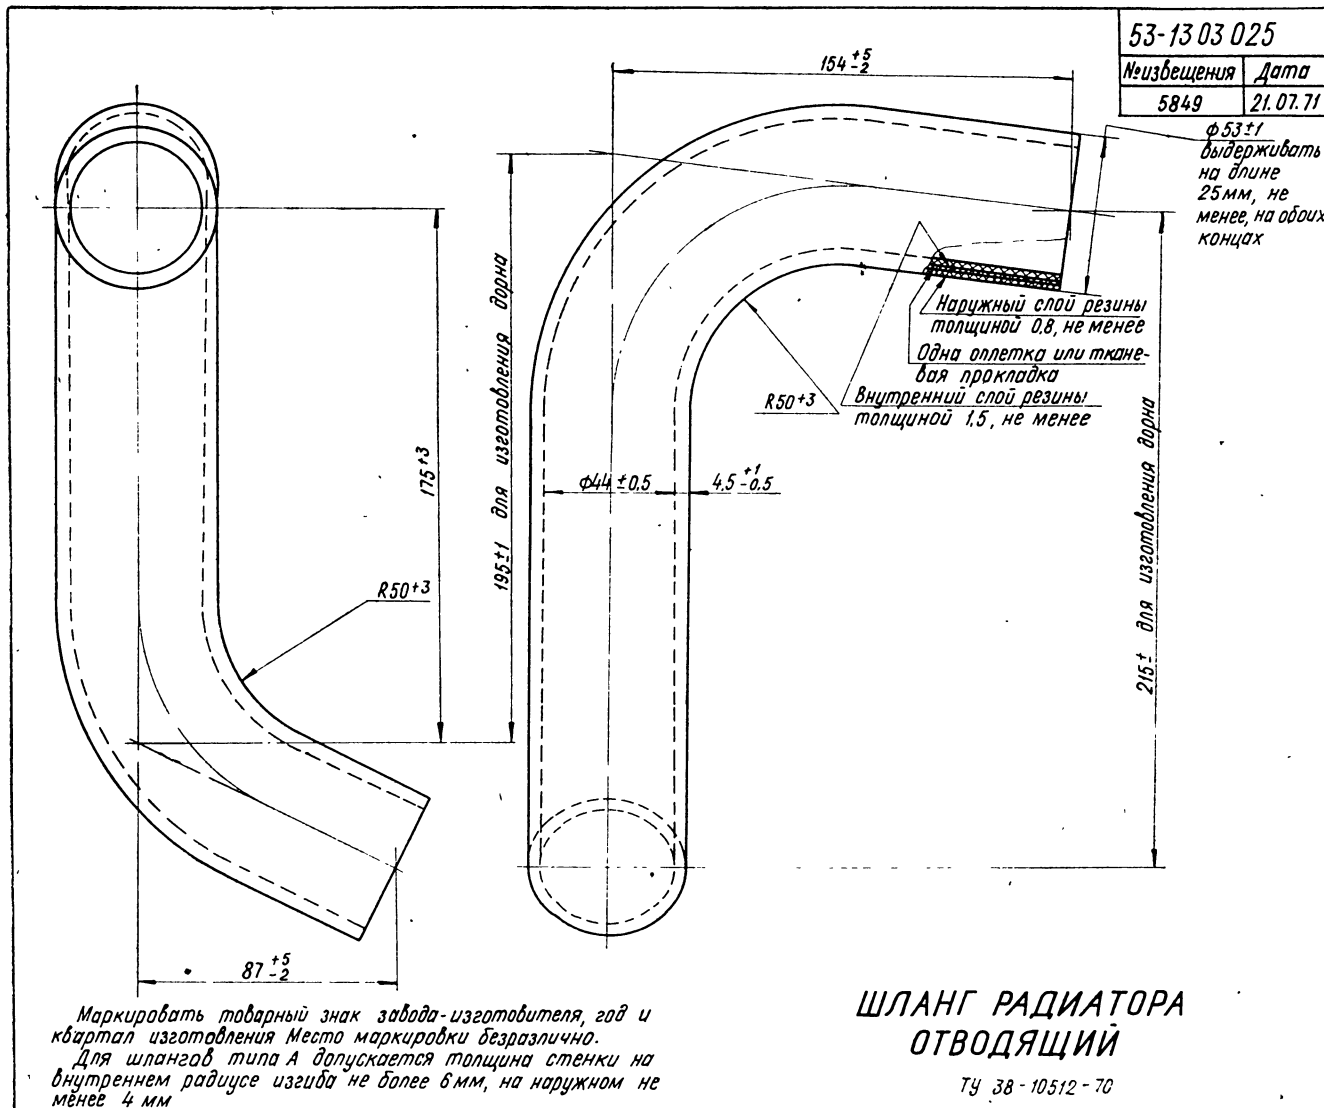 53-1303025
№извещения Дата
5849 21.07.71
154 +5 -2
ф53±1
выдерживать
на длине
25мм, не
менее, на обоих
концах
Наружный слой резины
толщиной 0,8, не менее
Одна оплетка или ткане-
вая прокладка
Внутренний слой резины
толщиной 1,5, не менее
R50+3
175+3
195±1 для изготовления дорна
ф44±0,5
4,5 +1 -0,5
215± для изготовления дорна
R50+3
87 +5 -2
Маркировать товарный знак завода-изготовителя, год и
квартал изготовления Место маркировки безразлично.
Для шлангов типа А допускается толщина стенки на
внутреннем радиусе изгиба не более 6мм, на наружном не
менее 4 мм
ШЛАНГ РАДИАТОРА
ОТВОДЯЩИЙ
ТУ 38-10512-70